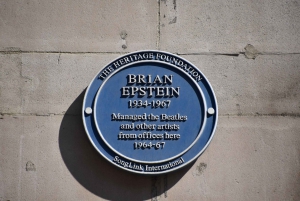 THE HERITAGE FOUNDATION
BRIAN
EPSTEIN
1934-1967
Managed the Beatles
and other artists
from offices here
1964-67
SongLink International